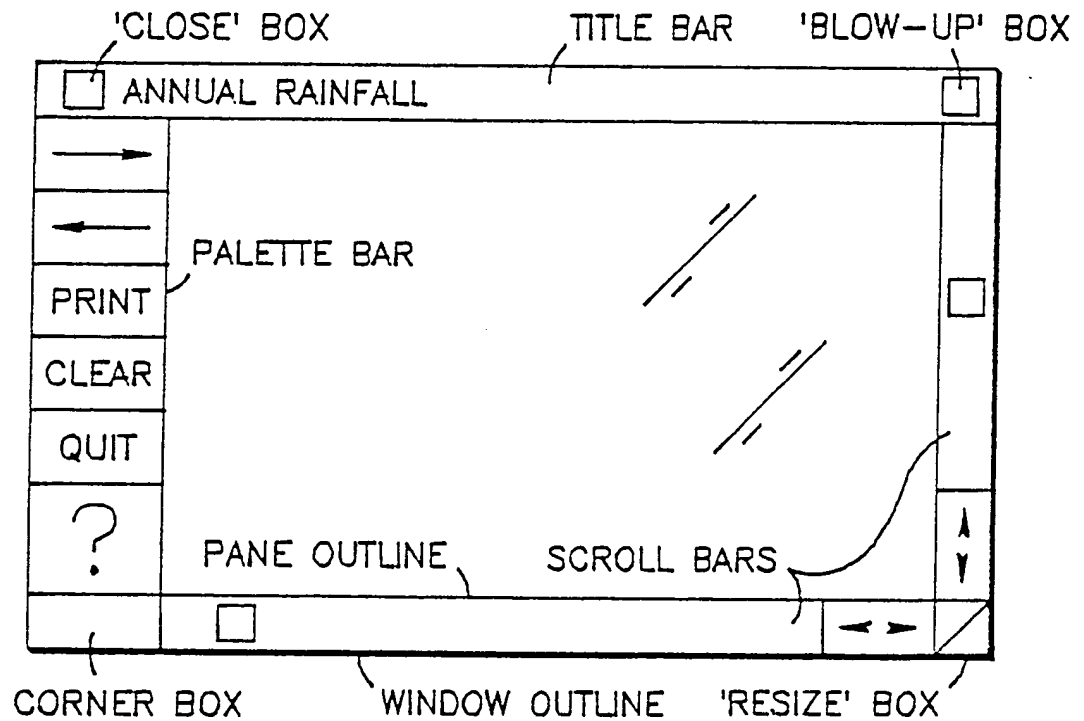 'CLOSE' BOX
TITLE BAR
'BLOW-UP' BOX
ANNUAL RAINFALL
PALETTE BAR
PRINT
CLEAR
QUIT
?
PANE OUTLINE
SCROLL BARS
CORNER BOX
WINDOW OUTLINE
'RESIZE' BOX